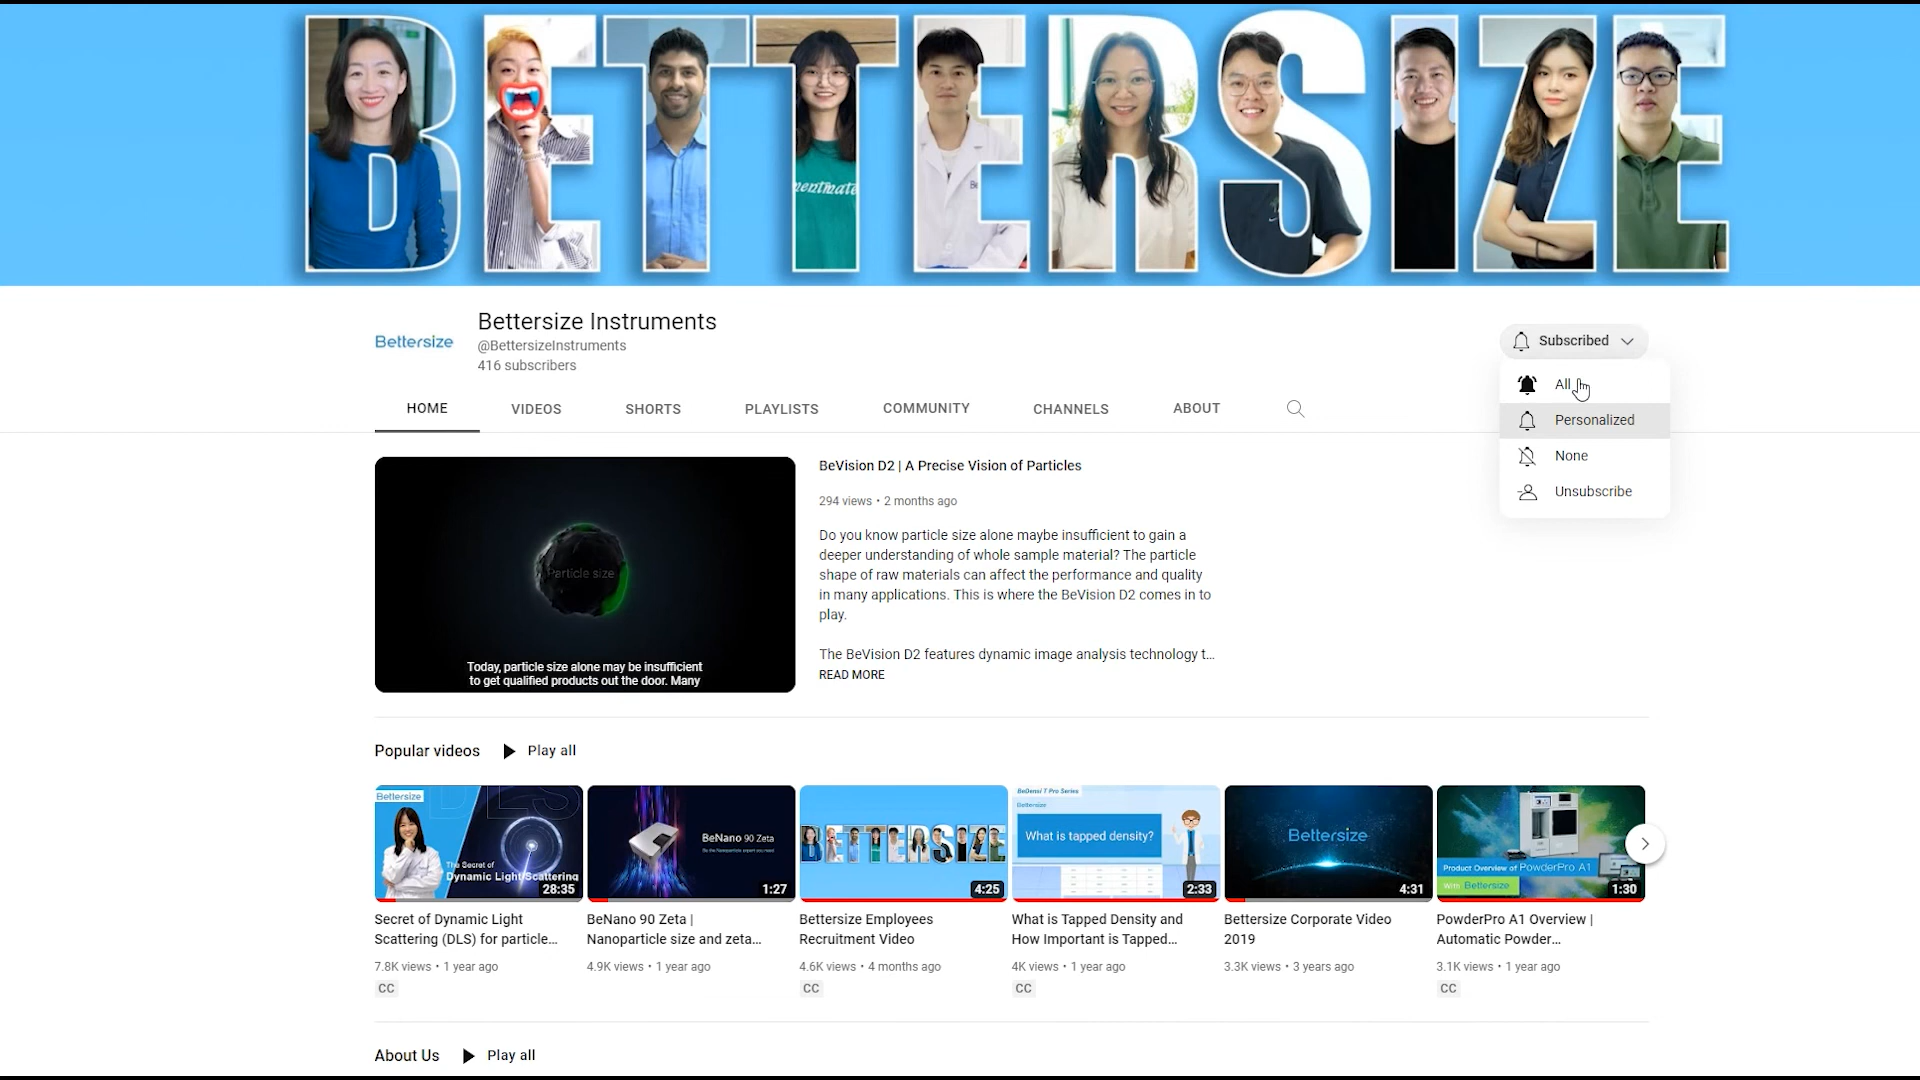 BETTERSIZE
Bettersize
Bettersize Instruments
@BettersizeInstruments
416 subscribers
Subscribed
All
Personalized
None
Unsubscribe
HOME
VIDEOS
SHORTS
PLAYLISTS
COMMUNITY
CHANNELS
ABOUT
Particle size
Today, particle size alone may be insufficient
to get qualified products out the door. Many
BeVision D2 | A Precise Vision of Particles
294 views • 2 months ago
Do you know particle size alone maybe insufficient to gain a
deeper understanding of whole sample material? The particle
shape of raw materials can affect the performance and quality
in many applications. This is where the BeVision D2 comes in to
play.
The BeVision D2 features dynamic image analysis technology t...
READ MORE
Popular videos
Play all
Bettersize
DLS
The Secret of
Dynamic Light Scattering
28:35
Secret of Dynamic Light
Scattering (DLS) for particle...
7.8K views • 1 year ago
CC
BeNano 90 Zeta
1:27
BeNano 90 Zeta |
Nanoparticle size and zeta...
4.9K views • 1 year ago
BETTERSIZE
4:25
Bettersize Employees
Recruitment Video
4.6K views • 4 months ago
CC
BeDensi T Pro Series
Bettersize
What is tapped density?
2:33
What is Tapped Density and
How Important is Tapped...
4K views • 1 year ago
CC
Bettersize
4:31
Bettersize Corporate Video
2019
3.3K views • 3 years ago
Product Overview of PowderPro A1
With Bettersize
1:30
PowderPro A1 Overview |
Automatic Powder...
3.1K views • 1 year ago
CC
About Us
Play all